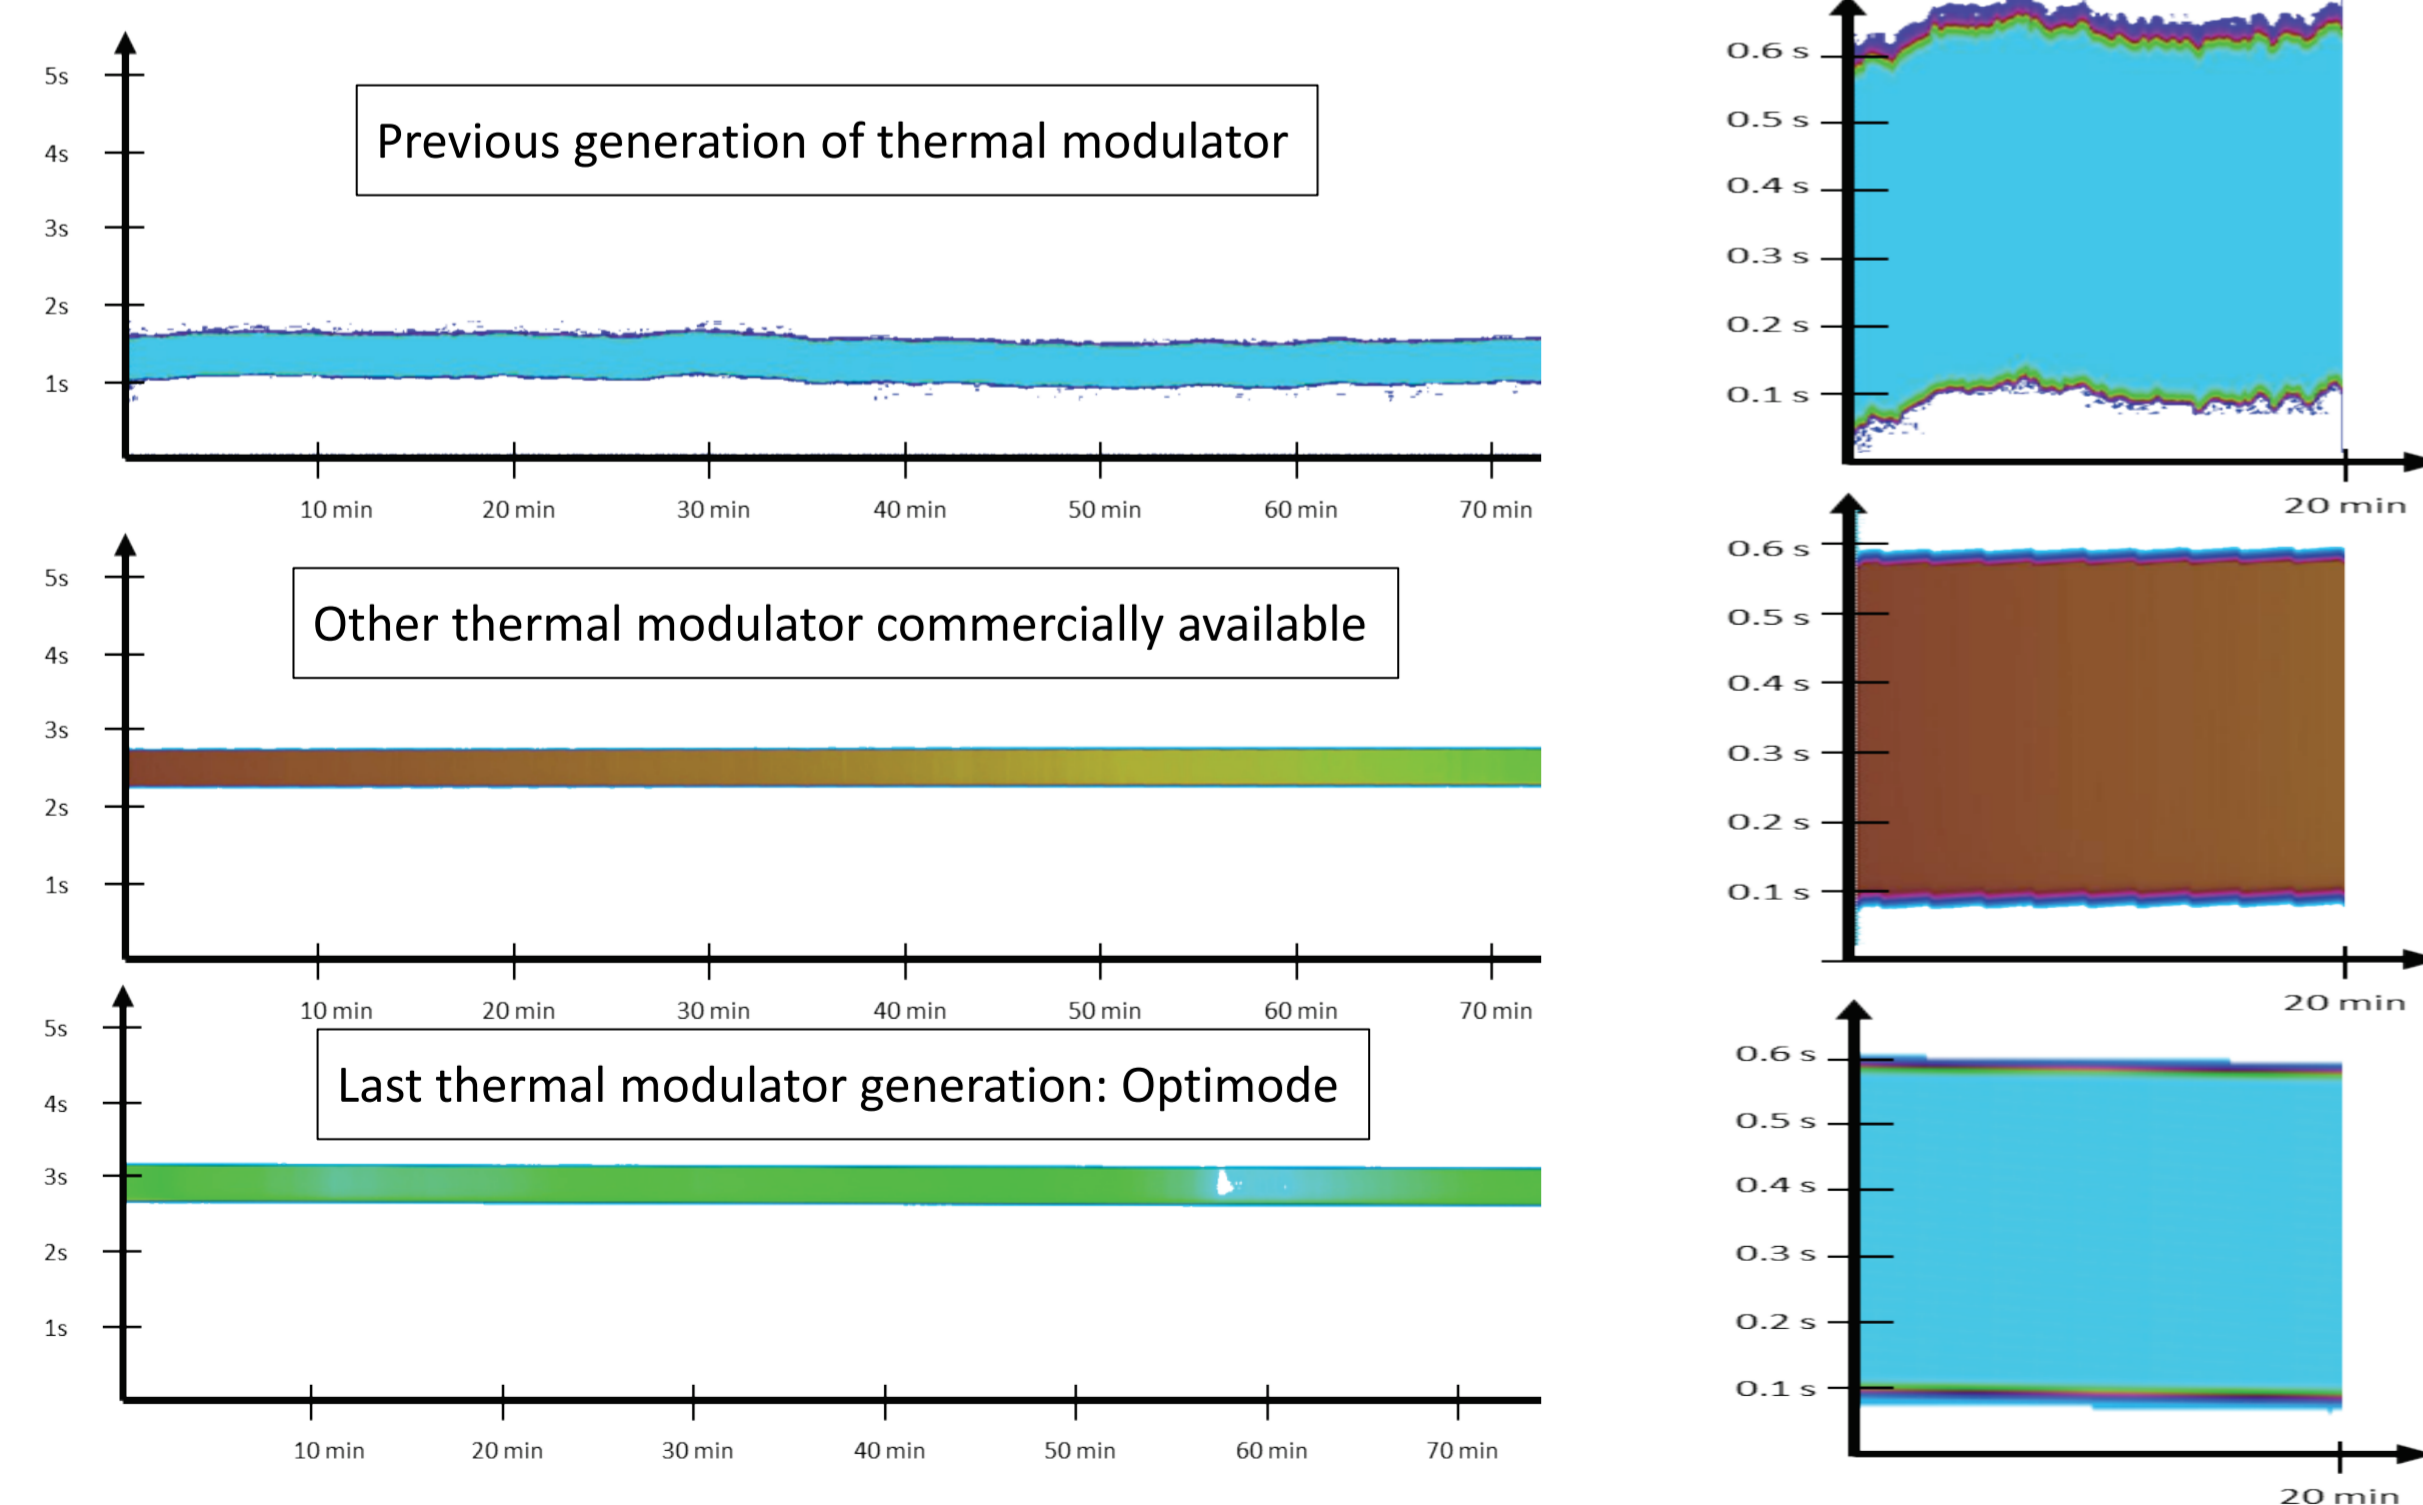 5s
4s
3s
2s
1s
Previous generation of thermal modulator
10 min 20 min 30 min 40 min 50 min 60 min 70 min
0.6 s
0.5 s
0.4 s
0.3 s
0.2 s
0.1 s
20 min
5s
4s
3s
2s
1s
Other thermal modulator commercially available
10 min 20 min 30 min 40 min 50 min 60 min 70 min
0.6 s
0.5 s
0.4 s
0.3 s
0.2 s
0.1 s
20 min
5s
4s
3s
2s
1s
Last thermal modulator generation: Optimode
10 min 20 min 30 min 40 min 50 min 60 min 70 min
0.6 s
0.5 s
0.4 s
0.3 s
0.2 s
0.1 s
20 min